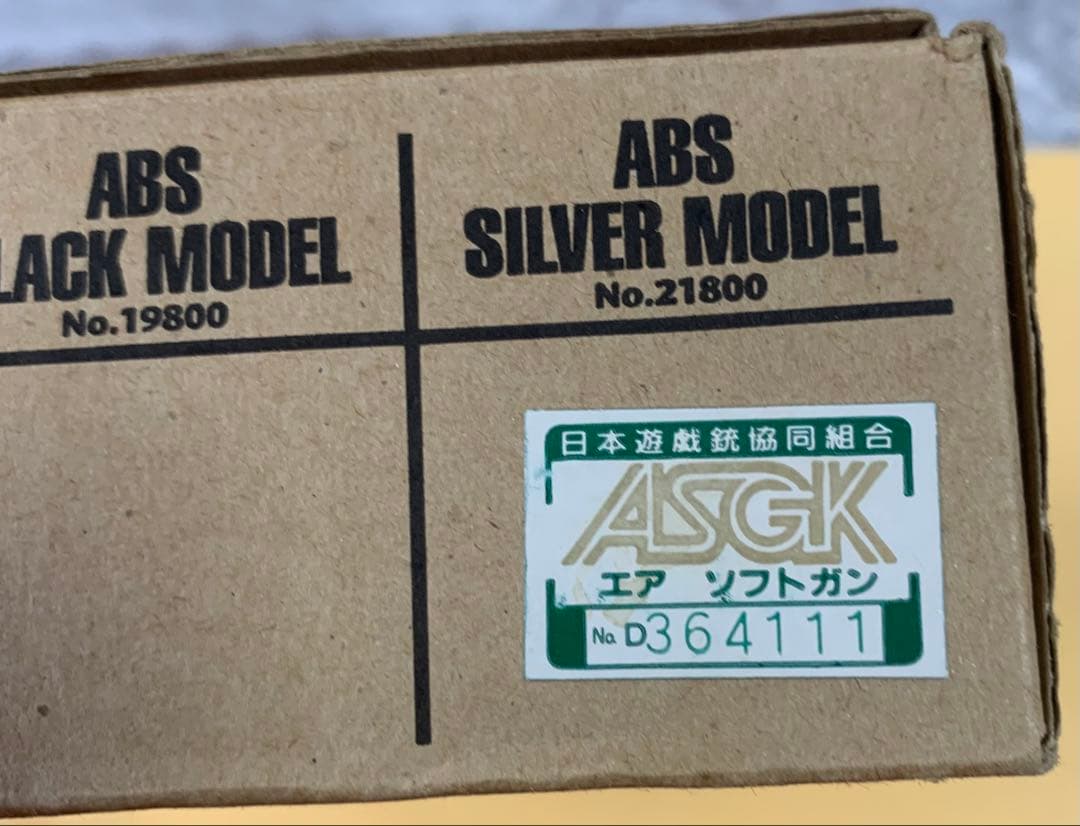 ABS
LACK MODEL
No.19800
ABS
SILVER MODEL
No.21800
日本遊戯銃協同組合
ASGK
エア ソフトガン
No. D364111